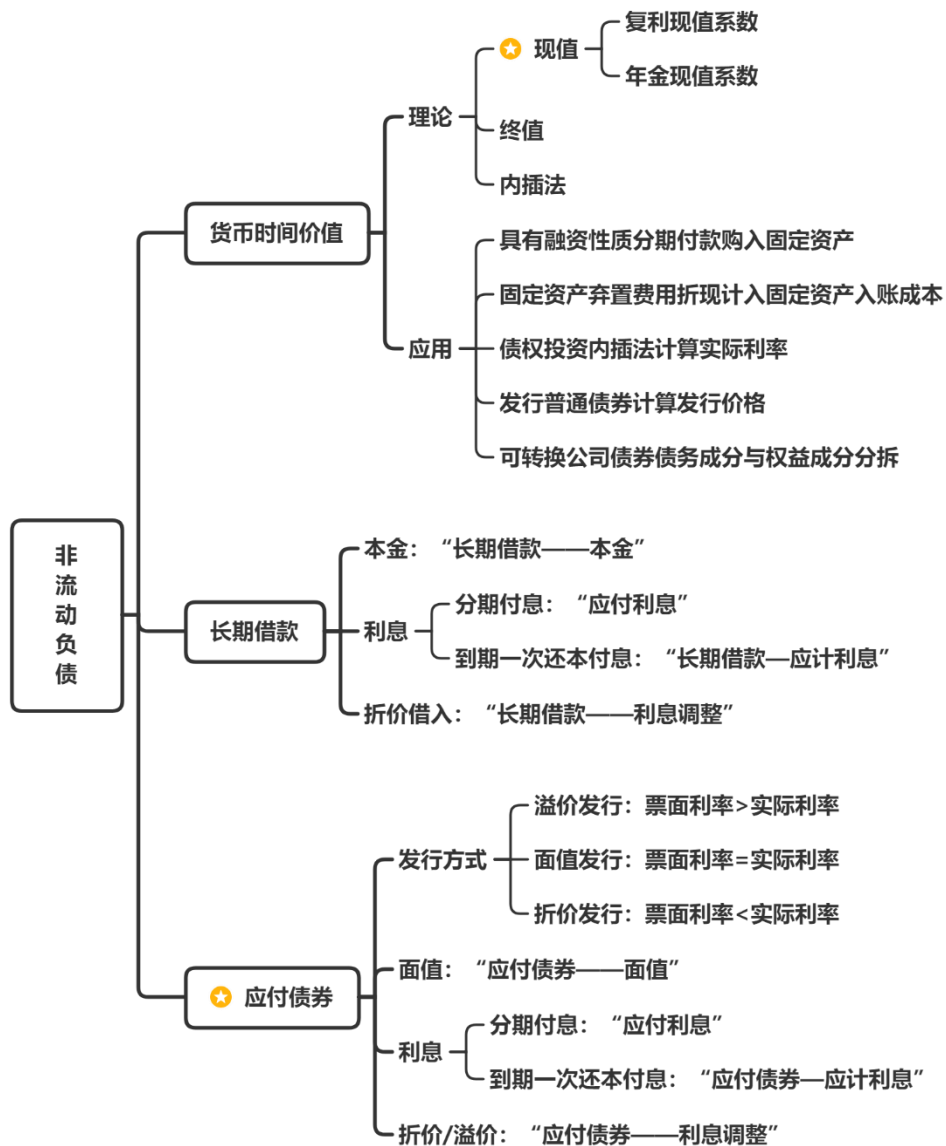 非流动负债
货币时间价值
理论
现值
复利现值系数
年金现值系数
终值
内插法
应用
具有融资性质分期付款购入固定资产
固定资产弃置费用折现计入固定资产入账成本
债权投资内插法计算实际利率
发行普通债券计算发行价格
可转换公司债券债务成分与权益成分分拆
长期借款
本金：“长期借款——本金”
利息
分期付息：“应付利息”
到期一次还本付息：“长期借款—应计利息”
折价借入：“长期借款——利息调整”
应付债券
发行方式
溢价发行：票面利率>实际利率
面值发行：票面利率=实际利率
折价发行：票面利率<实际利率
面值：“应付债券——面值”
利息
分期付息：“应付利息”
到期一次还本付息：“应付债券—应计利息”
折价/溢价：“应付债券——利息调整”